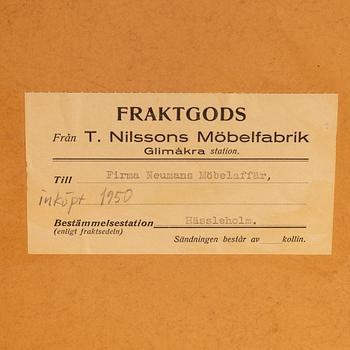 FRAKTGODS
Från T. Nilssons Möbelfabrik
Glimåkra station.
Till Firma Neumans Möbelaffär,
inköpt 1950
Bestämmelsestation Hässleholm.
(enligt fraktsedeln)
Sändningen består av kollin.